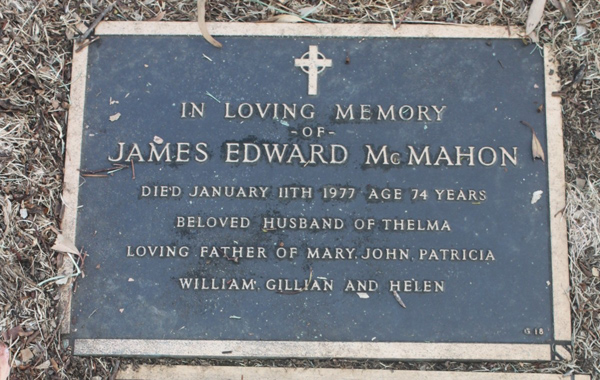 IN LOVING MEMORY
-OF-
JAMES EDWARD McMAHON
DIED JANUARY 11TH 1977 AGE 74 YEARS
BELOVED HUSBAND OF THELMA
LOVING FATHER OF MARY, JOHN, PATRICIA
WILLIAM, GILLIAN AND HELEN
G 18